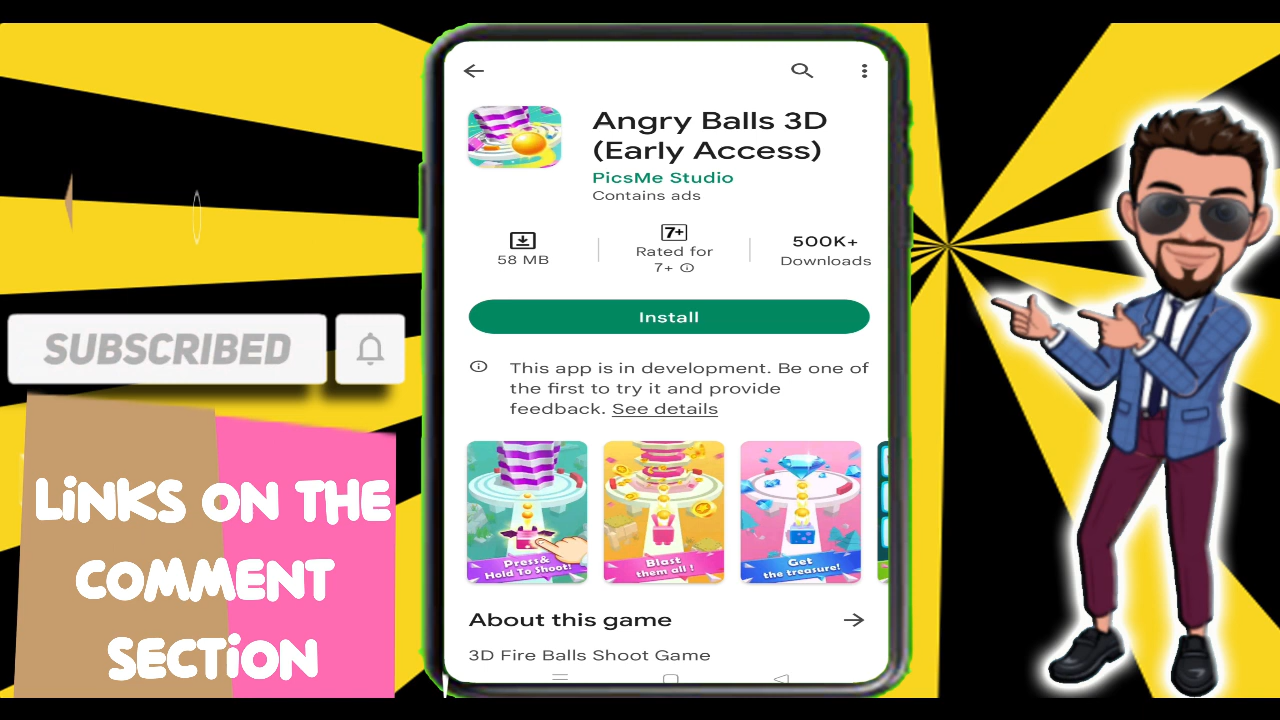 Angry Balls 3D
(Early Access)
PicsMe Studio
Contains ads
58 MB
7+
Rated for
7+
500K+
Downloads
Install
This app is in development. Be one of
the first to try it and provide
feedback. See details
Press&
Hold To Shoot!
Blast
them all !
Get
the treasure!
About this game
3D Fire Balls Shoot Game
SUBSCRIBED
LiNKS ON THE
COMMENT
SECTiON